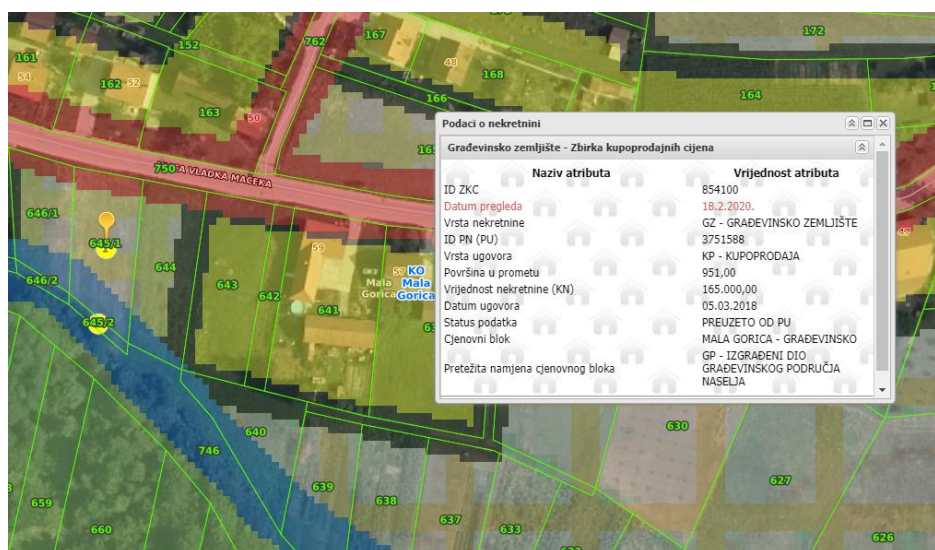 172
167
152
762
161
54
162
52
48
168
163
50
166
164
750
ULICA VLADKA MAČEKA
Podaci o nekretnini
Građevinsko zemljište - Zbirka kupoprodajnih cijena
Naziv atributa Vrijednost atributa
ID ZKC 854100
Datum pregleda 18.2.2020.
Vrsta nekretnine GZ - GRAĐEVINSKO ZEMLJIŠTE
ID PN (PU) 3751588
Vrsta ugovora KP - KUPOPRODAJA
Površina u prometu 951,00
Vrijednost nekretnine (KN) 165.000,00
Datum ugovora 05.03.2018
Status podatka PREUZETO OD PU
Cjenovni blok MALA GORICA - GRAĐEVINSKO
Pretežita namjena cjenovnog bloka GP - IZGRAĐENI DIO
GRAĐEVINSKOG PODRUČJA
NASELJA
47
646/1
645/1
644
59
57
KO
Mala
Gorica
Mala
Gorica
646/2
643
642
641
645/2
640
630
746
627
639
638
659
660
637
633
626